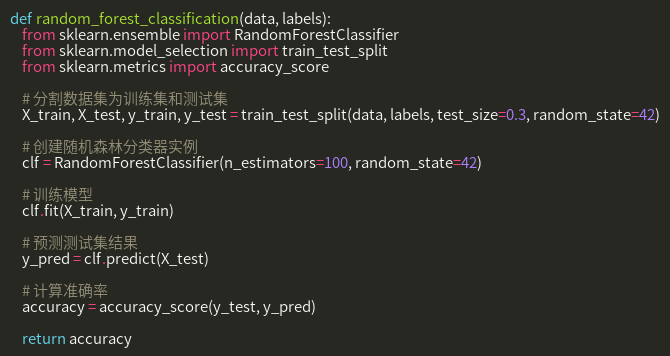 def random_forest_classification(data, labels):
from sklearn.ensemble import RandomForestClassifier
from sklearn.model_selection import train_test_split
from sklearn.metrics import accuracy_score
# 分割数据集为训练集和测试集
X_train, X_test, y_train, y_test = train_test_split(data, labels, test_size=0.3, random_state=42)
# 创建随机森林分类器实例
clf = RandomForestClassifier(n_estimators=100, random_state=42)
# 训练模型
clf.fit(X_train, y_train)
# 预测测试集结果
y_pred = clf.predict(X_test)
# 计算准确率
accuracy = accuracy_score(y_test, y_pred)
return accuracy